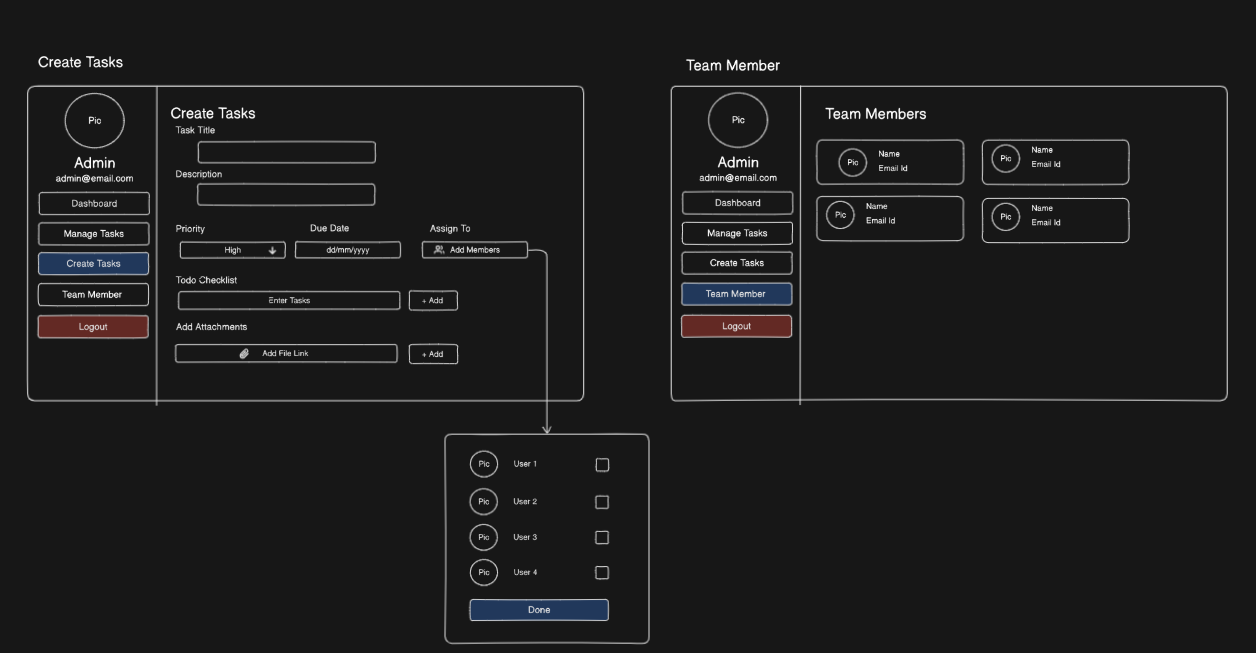 Create Tasks
Pic
Admin
admin@email.com
Dashboard
Manage Tasks
Create Tasks
Team Member
Logout
Create Tasks
Task Title
Description
Priority
Due Date
Assign To
High
dd/mm/yyyy
Add Members
Todo Checklist
Enter Tasks
+ Add
Add Attachments
Add File Link
+ Add
Pic
User 1
Pic
User 2
Pic
User 3
Pic
User 4
Done
Team Member
Pic
Admin
admin@email.com
Dashboard
Manage Tasks
Create Tasks
Team Member
Logout
Team Members
Pic
Name
Email Id
Pic
Name
Email Id
Pic
Name
Email Id
Pic
Name
Email Id